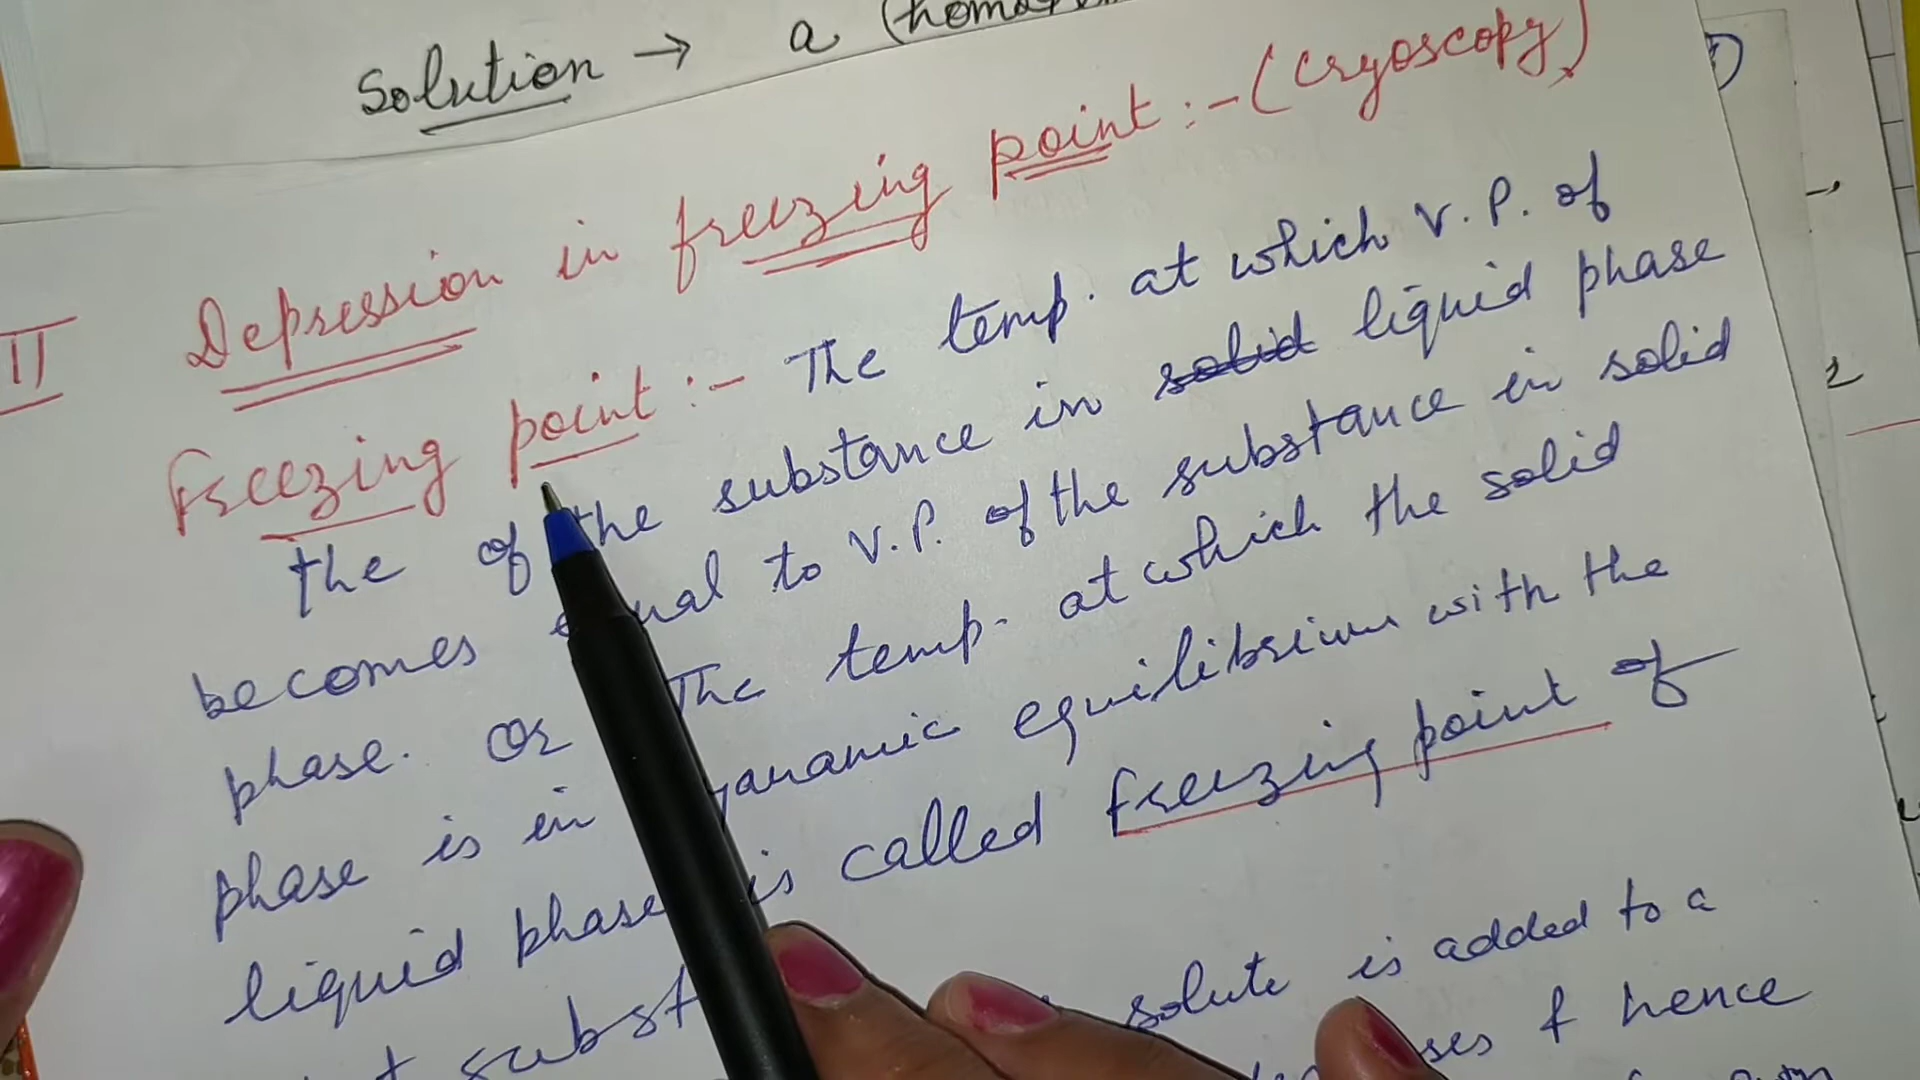 Solution → a (homo
II Depression in freezing point :- (Cryoscopy)
Freezing point :- The temp. at which V.P. of
the of the substance in solid liquid phase
becomes equal to V.P. of the substance in solid
phase. Or The temp. at which the solid
phase is in dynamic equilibrium with the
liquid phase is called freezing point of
subst solute is added to a
ses & hence
2